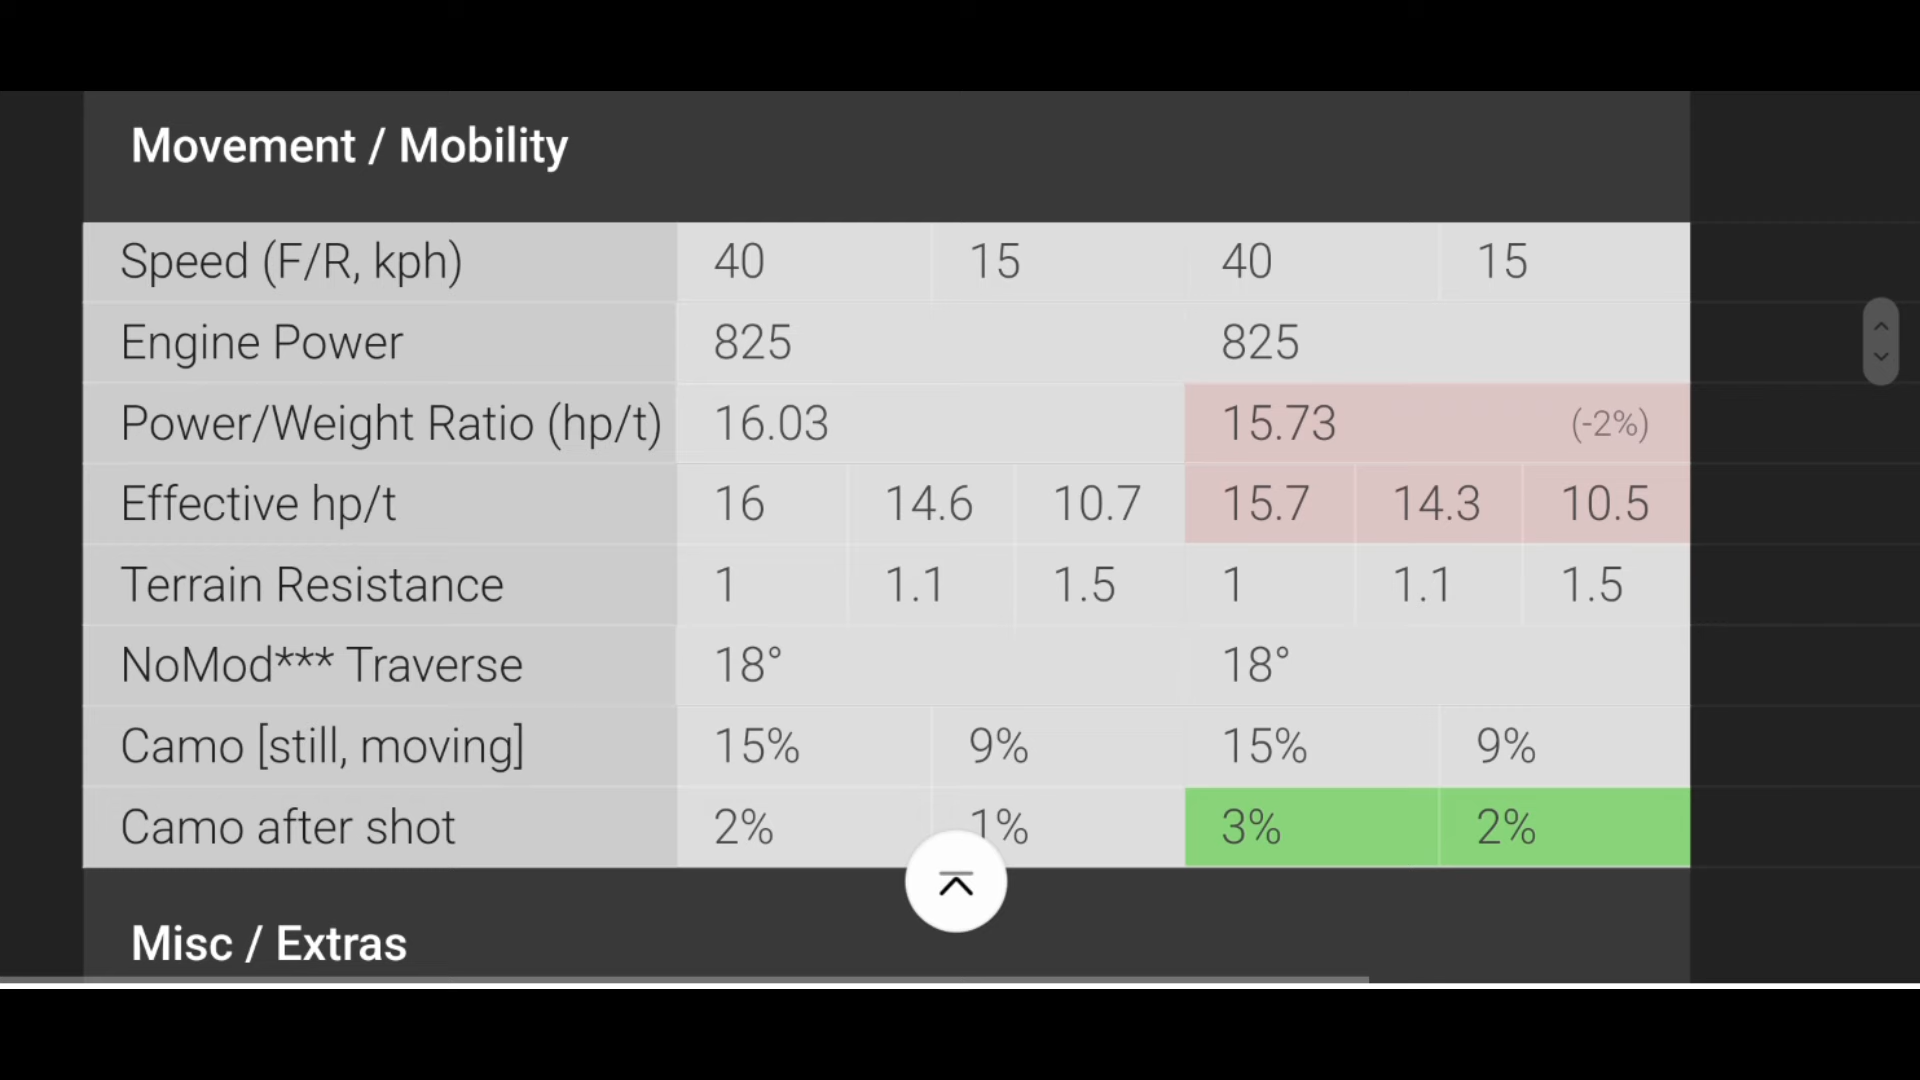 Movement / Mobility
Speed (F/R, kph) 40 15 40 15
Engine Power 825 825
Power/Weight Ratio (hp/t) 16.03 15.73 (-2%)
Effective hp/t 16 14.6 10.7 15.7 14.3 10.5
Terrain Resistance 1 1.1 1.5 1 1.1 1.5
NoMod*** Traverse 18° 18°
Camo [still, moving] 15% 9% 15% 9%
Camo after shot 2% 1% 3% 2%
Misc / Extras